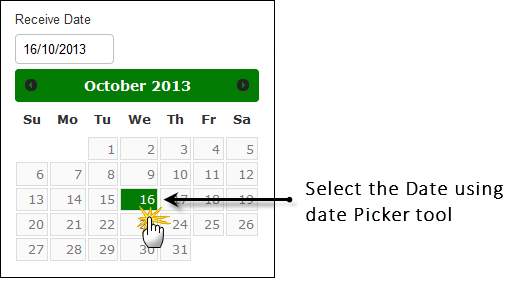 Receive Date
16/10/2013
October 2013
Su Mo Tu We Th Fr Sa
1 2 3 4 5
6 7 8 9 10 11 12
13 14 15 16 17 18 19
20 21 22 24 25 26
27 28 29 30 31
Select the Date using
date Picker tool